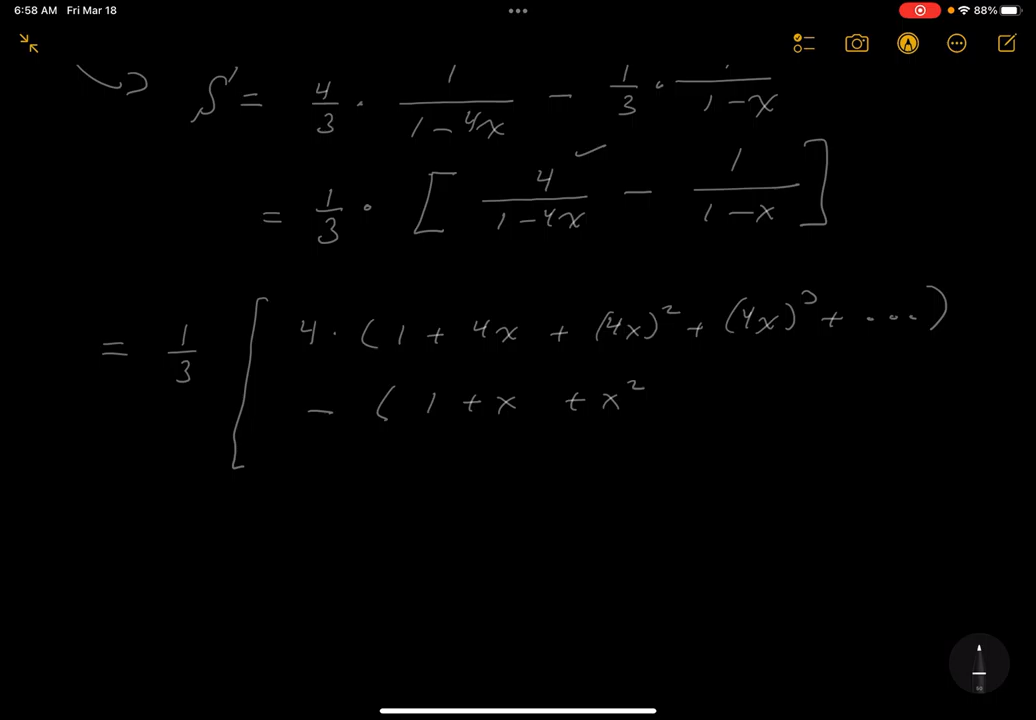 6:58 AM Fri Mar 18 88%
S' = 4/3 · 1/(1 - 4x) - 1/3 · 1/(1 - x)
= 1/3 · [ 4/(1 - 4x) ✓ - 1/(1 - x) ]
= 1/3 [ 4 · ( 1 + 4x + (4x)² + (4x)³ + .... )
- ( 1 + x + x²
50